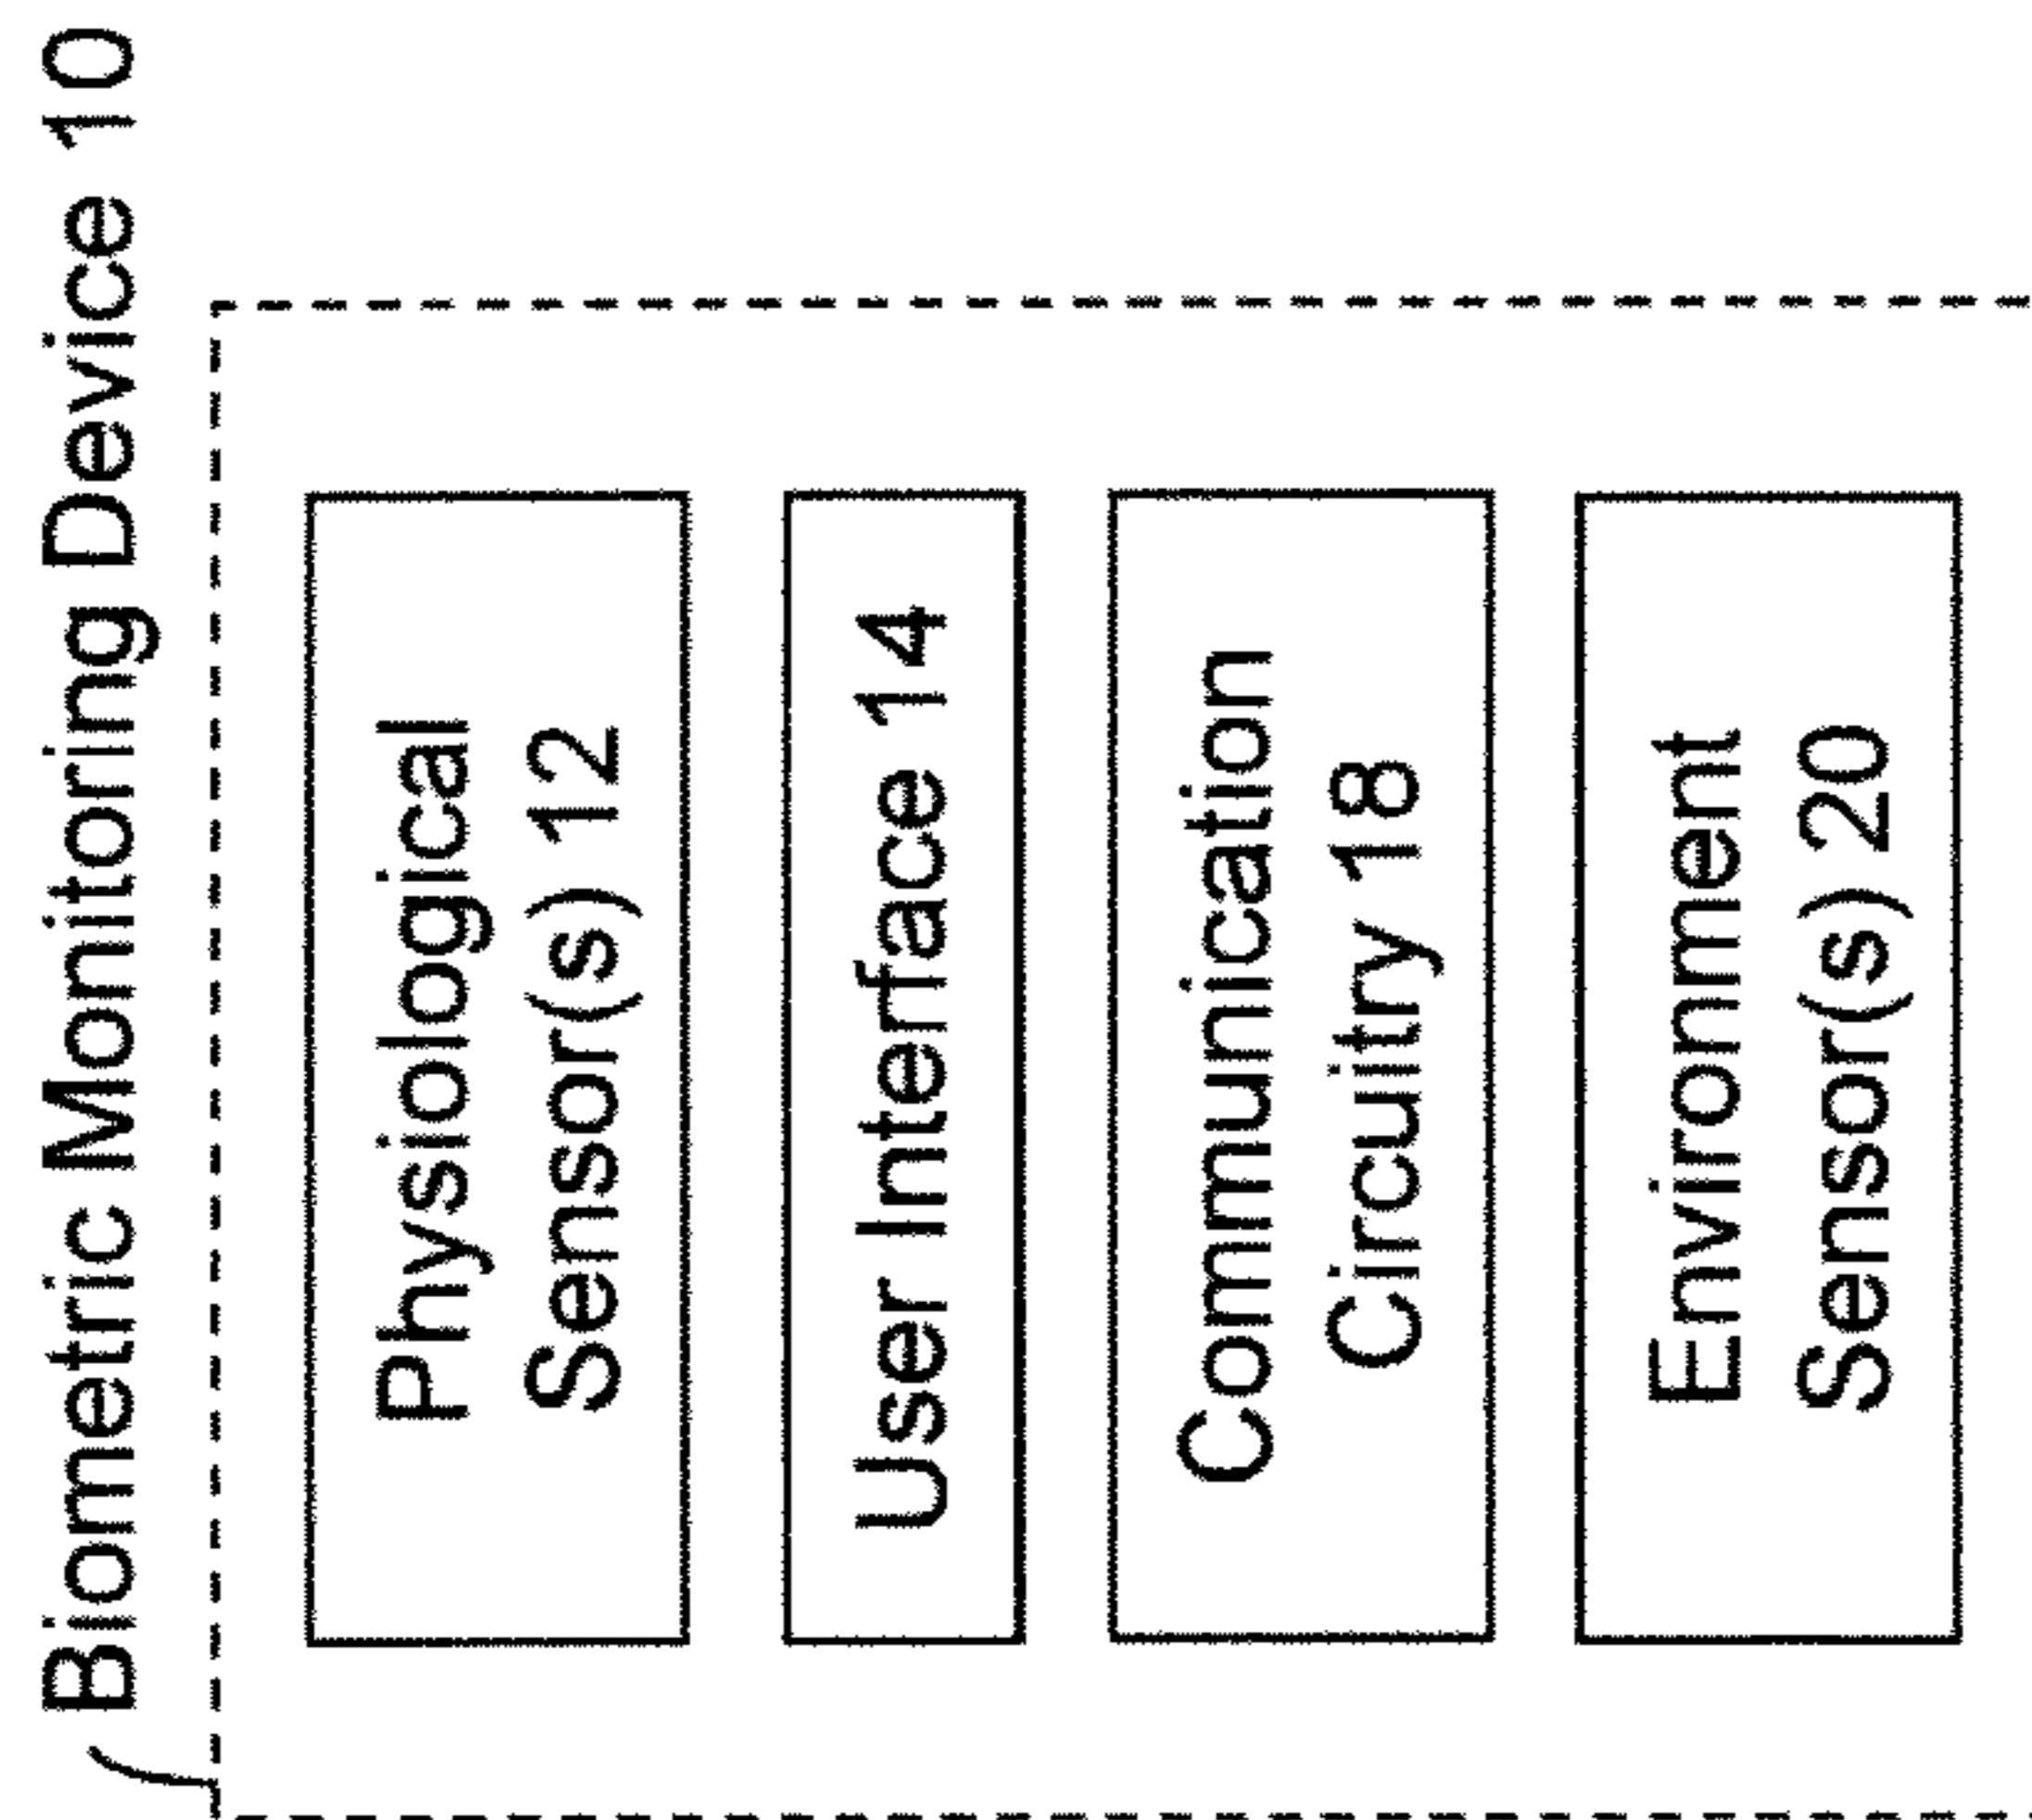 Biometric Monitoring Device 10
Physiological
Sensor(s) 12
User Interface 14
Communication
Circuitry 18
Environment
Sensor(s) 20